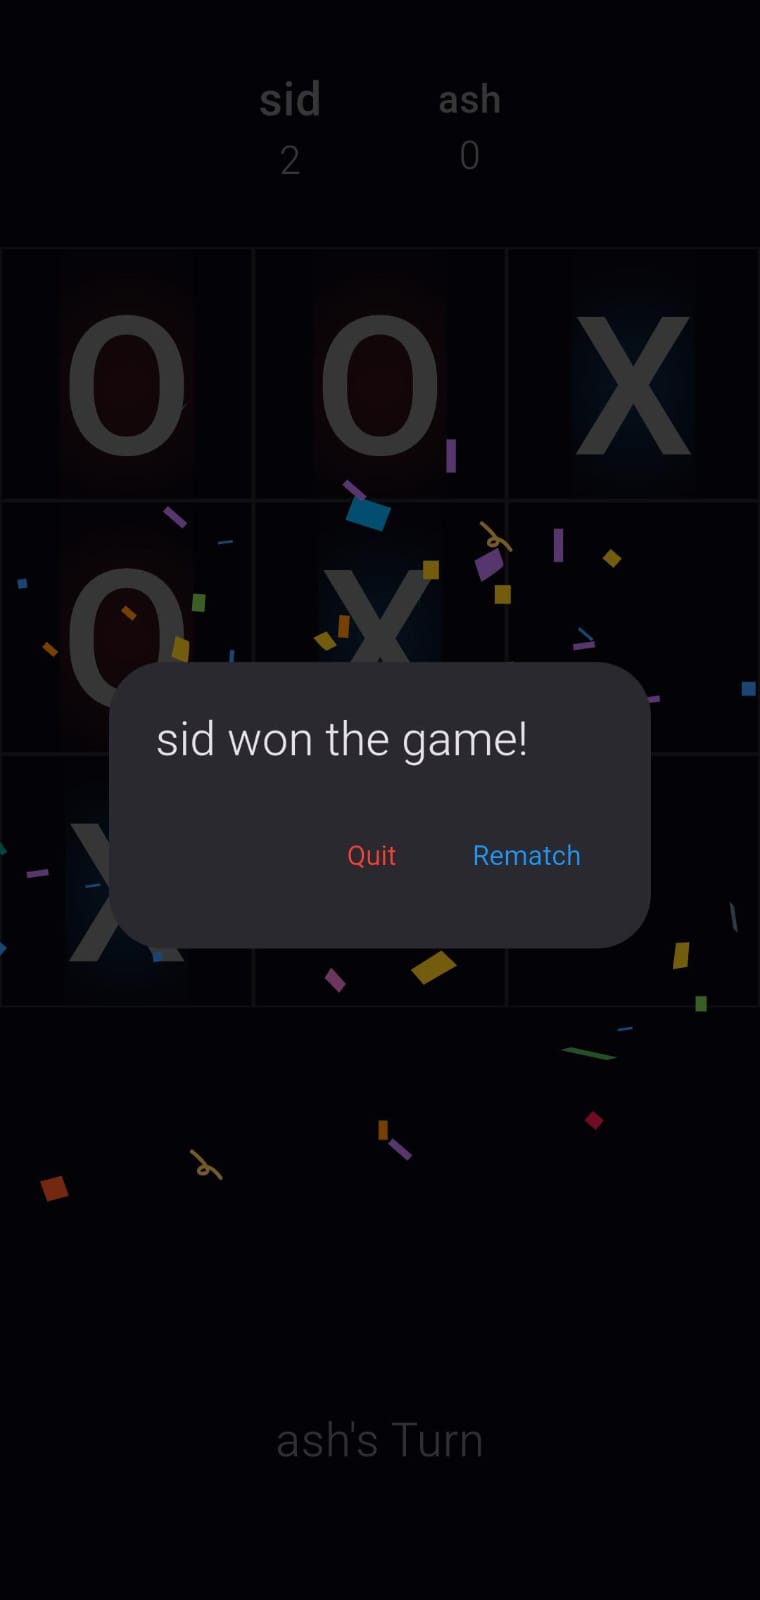 sid ash
2 0
O O X
O X
sid won the game!
Quit Rematch
X
ash's Turn